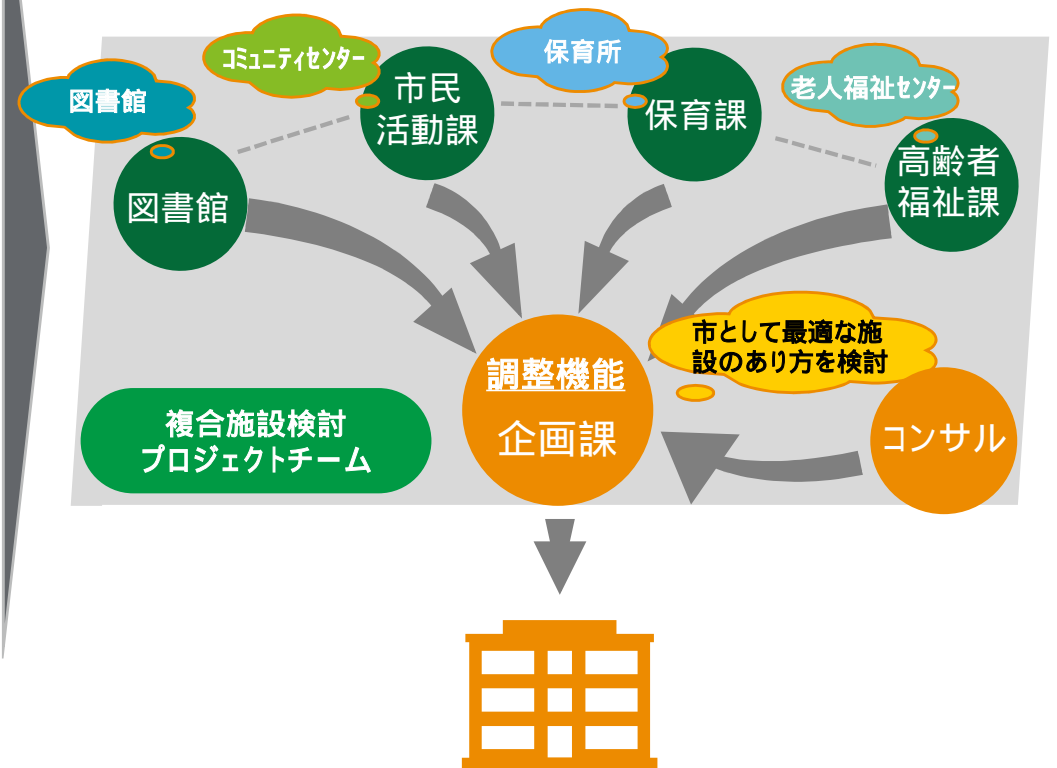 図書館
コミュニティセンター
保育所
老人福祉センター
図書館
市民
活動課
保育課
高齢者
福祉課
市として最適な施
設のあり方を検討
調整機能
企画課
コンサル
複合施設検討
プロジェクトチーム